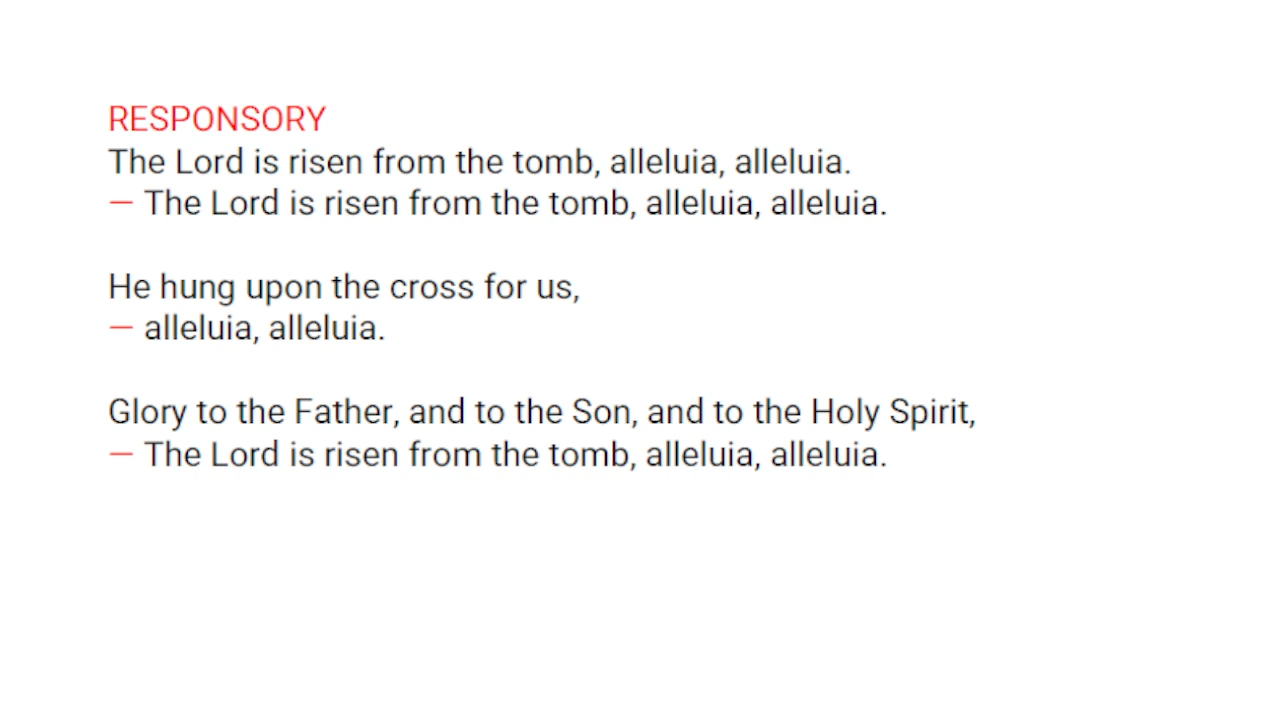 RESPONSORY
The Lord is risen from the tomb, alleluia, alleluia.
— The Lord is risen from the tomb, alleluia, alleluia.
He hung upon the cross for us,
— alleluia, alleluia.
Glory to the Father, and to the Son, and to the Holy Spirit,
— The Lord is risen from the tomb, alleluia, alleluia.